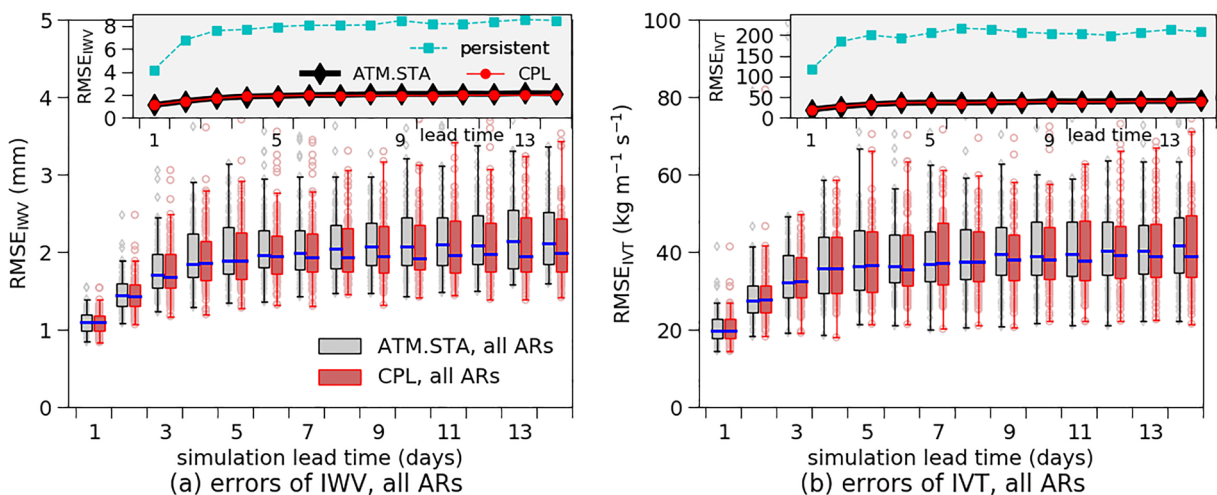 5
4
3
2
1
0
RMSE_IWV (mm)
8
6
4
2
0
RMSE_IWV
persistent
ATM.STA
CPL
1
5
9
13
lead time
ATM.STA, all ARs
CPL, all ARs
1 3 5 7 9 11 13
simulation lead time (days)
(a) errors of IWV, all ARs
100
80
60
40
20
0
RMSE_IVT (kg m⁻¹ s⁻¹)
200
150
100
50
0
RMSE_IVT
1
5
9
13
lead time
1 3 5 7 9 11 13
simulation lead time (days)
(b) errors of IVT, all ARs